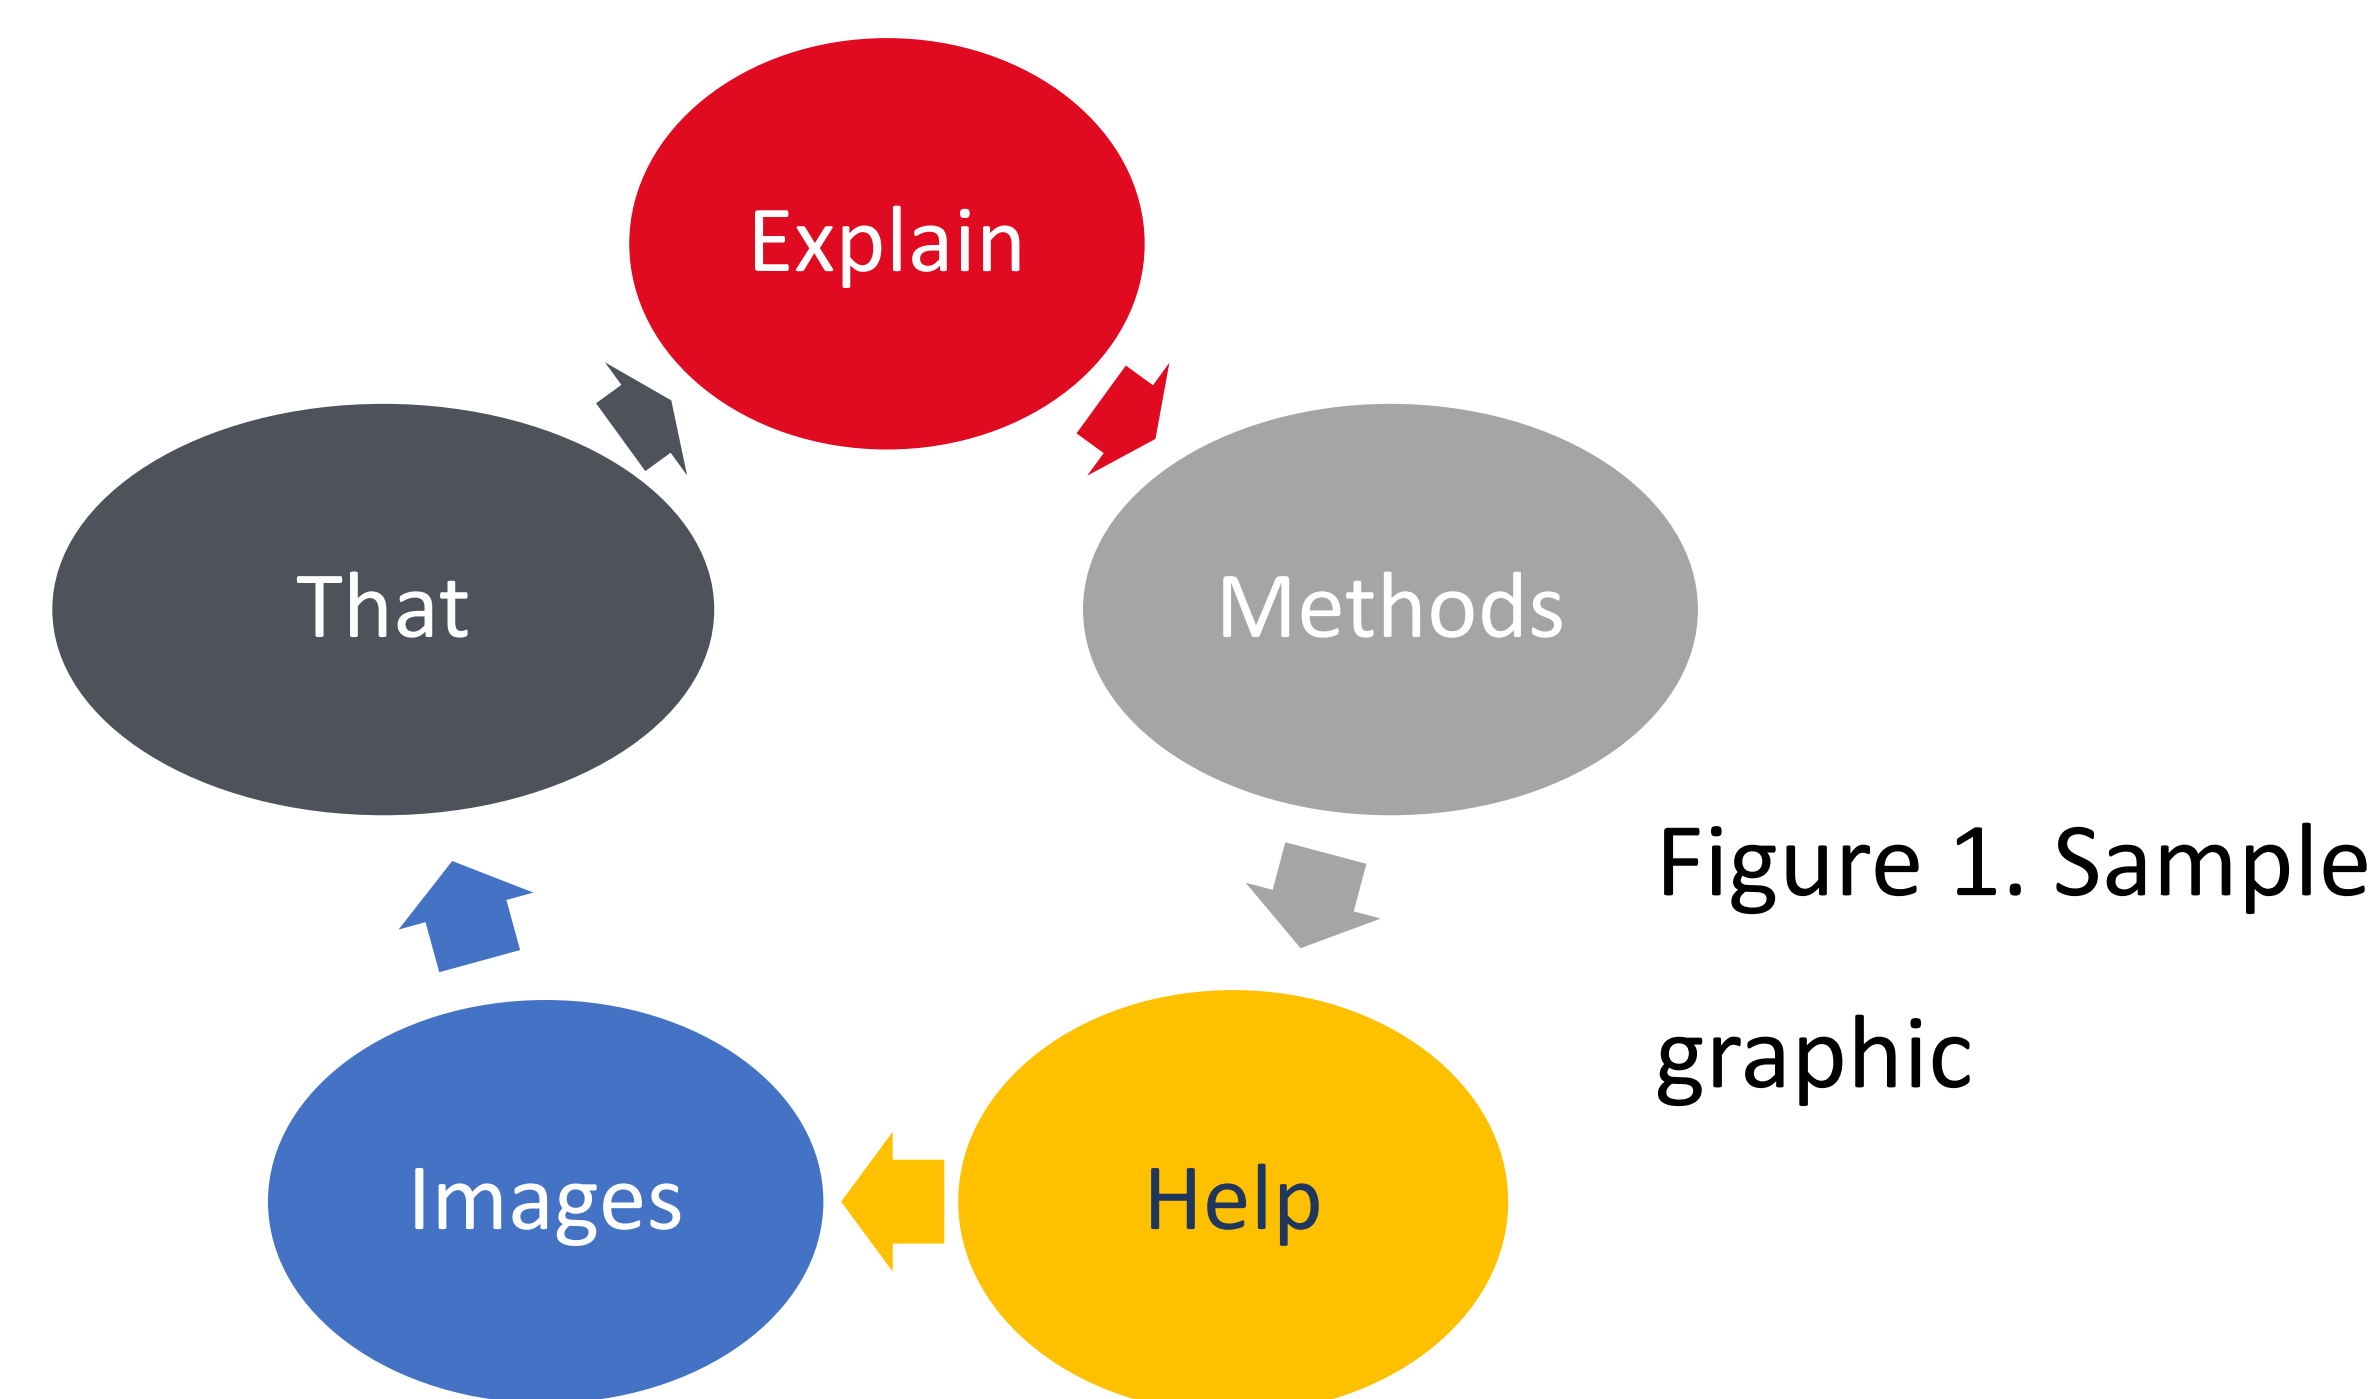 Explain
Methods
Help
Images
That
Figure 1. Sample
graphic